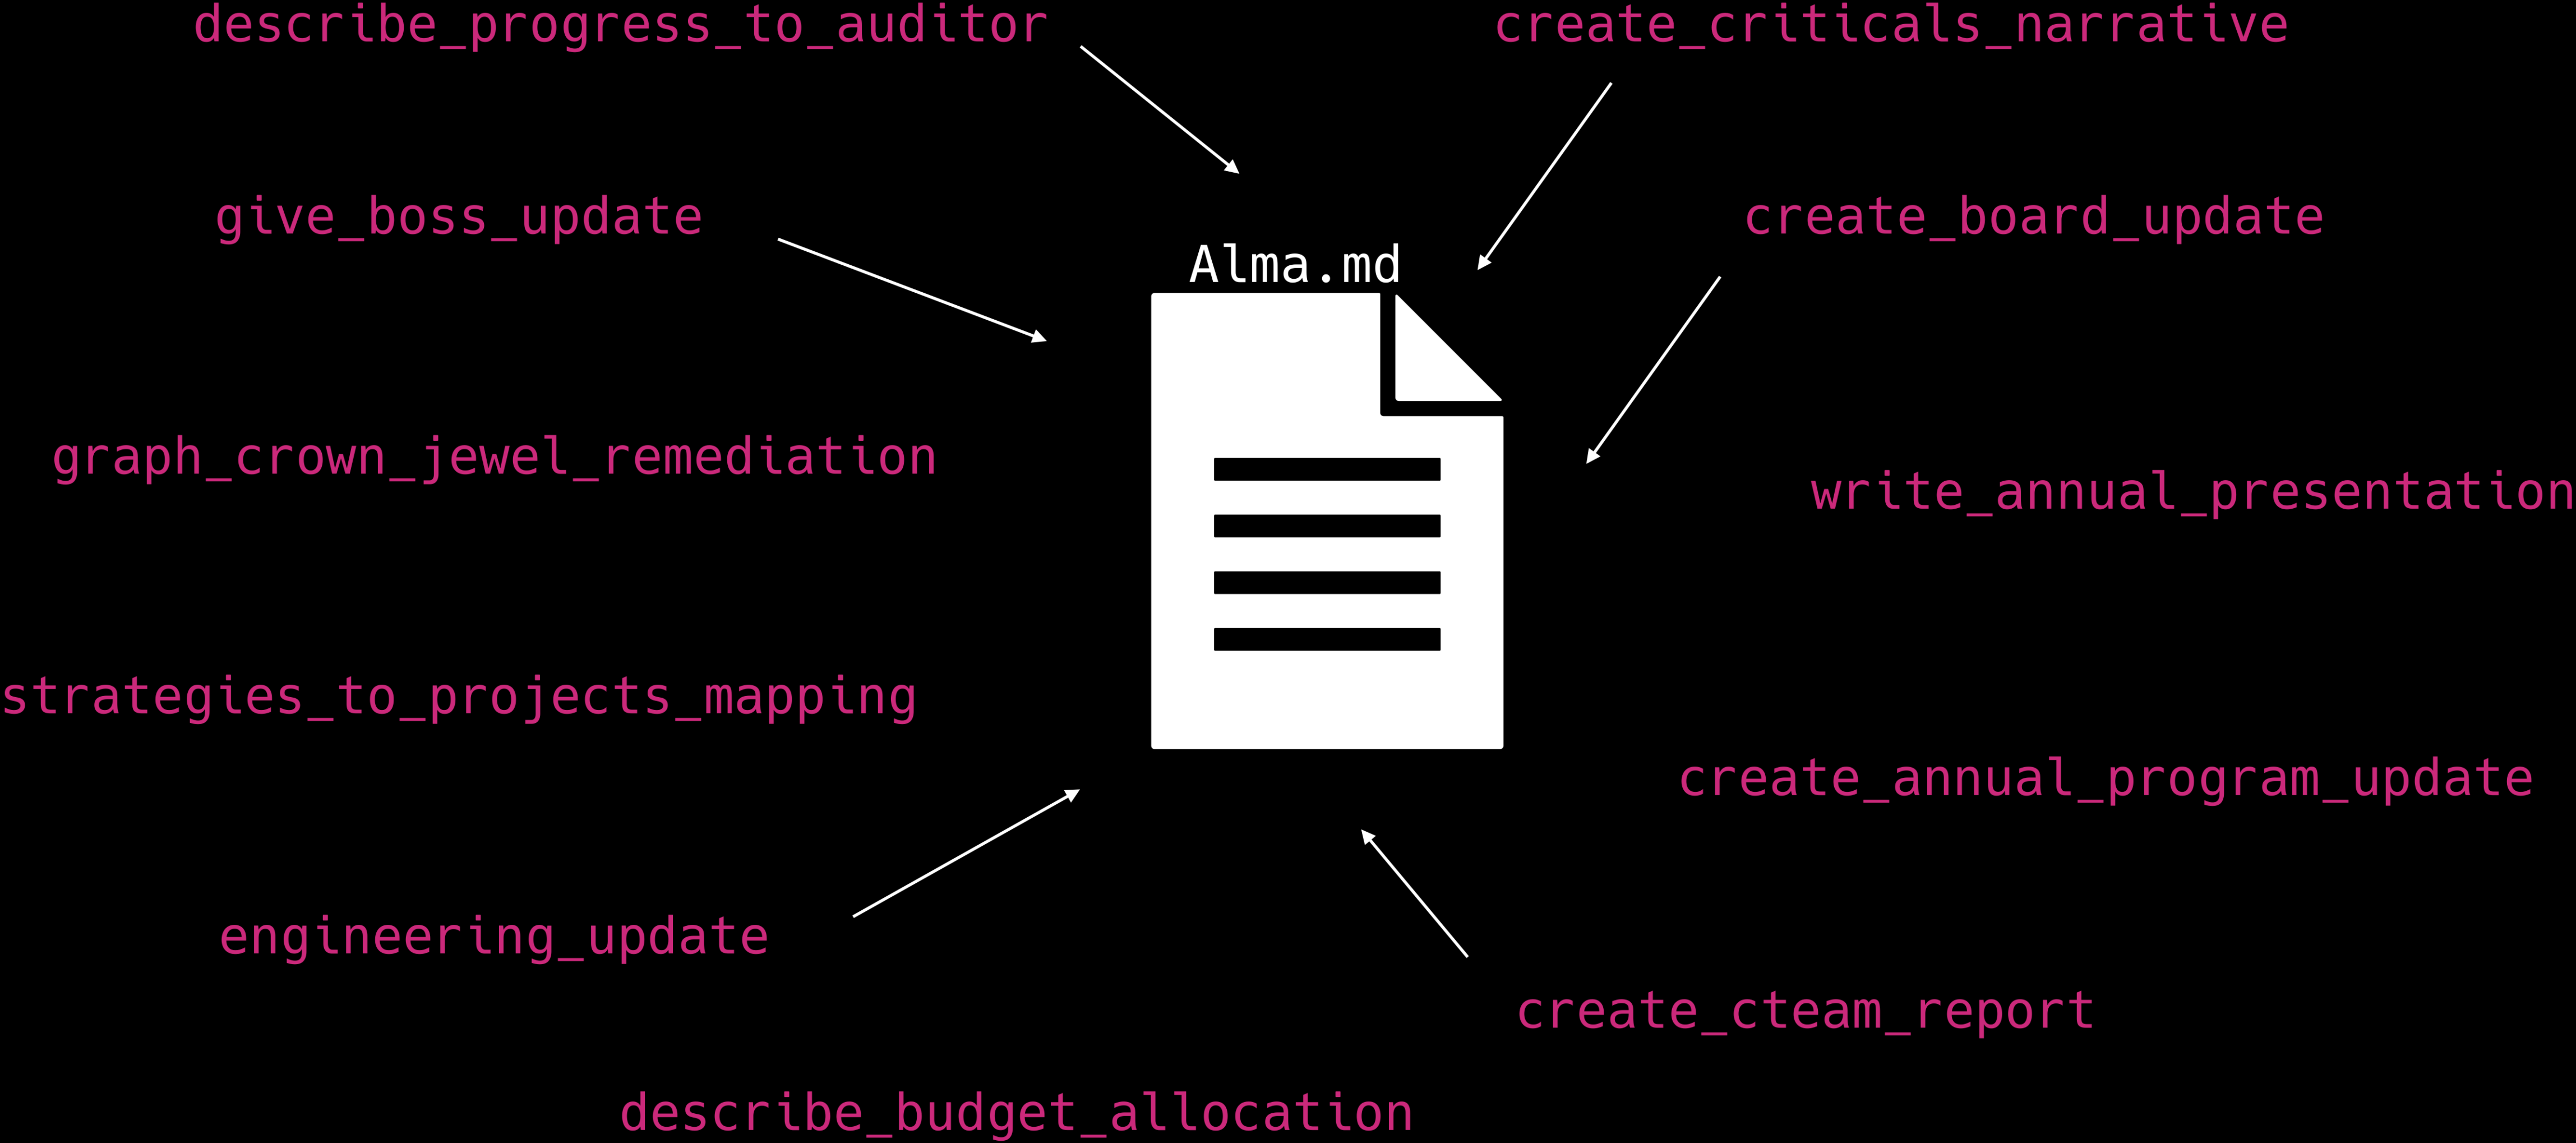 describe_progress_to_auditor
create_criticals_narrative
give_boss_update
create_board_update
Alma.md
graph_crown_jewel_remediation
write_annual_presentation
strategies_to_projects_mapping
create_annual_program_update
engineering_update
create_cteam_report
describe_budget_allocation